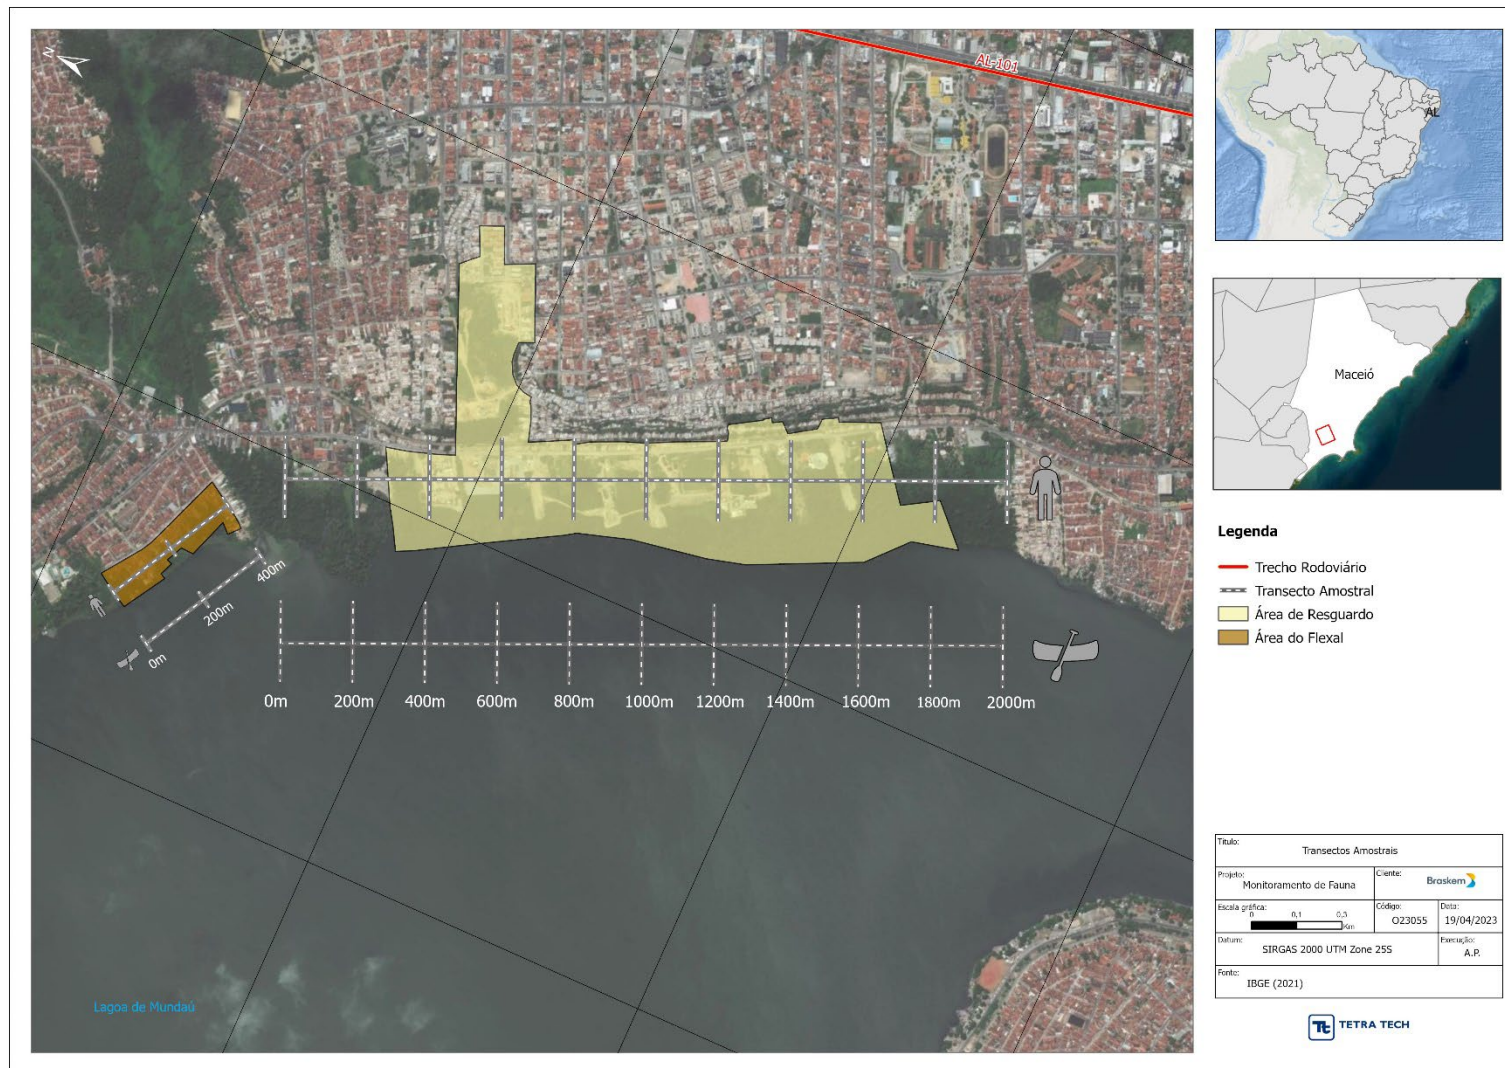 N
AL-101
AL
Maceió
400m
200m
0m
0m 200m 400m 600m 800m 1000m 1200m 1400m 1600m 1800m 2000m
Lagoa de Mundaú
Legenda
Trecho Rodoviário
Transecto Amostral
Área de Resguardo
Área do Flexal
Título:
Transectos Amostrais
Projeto:
Monitoramento de Fauna
Cliente:
Braskem
Escala gráfica:
0 0,1 0,3
Km
Código:
O23055
Data:
19/04/2023
Datum:
SIRGAS 2000 UTM Zone 25S
Execução:
A.P.
Fonte:
IBGE (2021)
Tt TETRA TECH